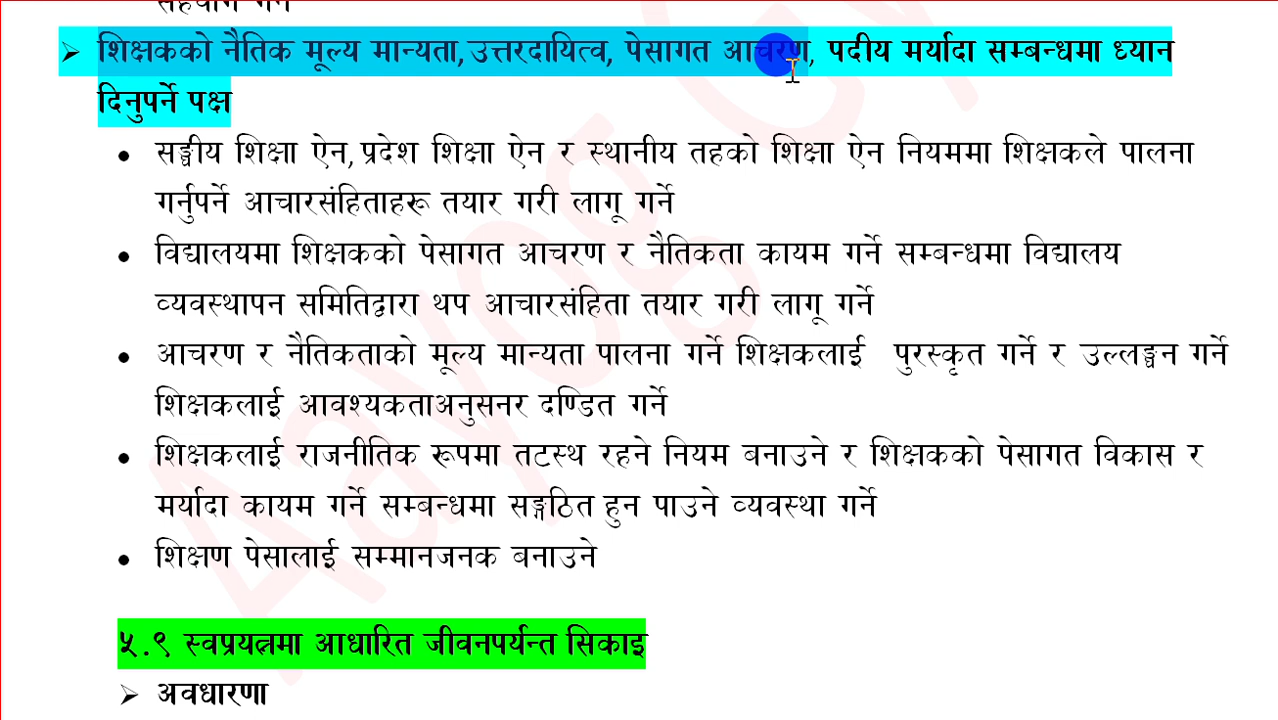 सहयोग गर्ने
➢ शिक्षकको नैतिक मूल्य मान्यता, उत्तरदायित्व, पेसागत आचरण, पदीय मर्यादा सम्बन्धमा ध्यान
दिनुपर्ने पक्ष
• सङ्घीय शिक्षा ऐन, प्रदेश शिक्षा ऐन र स्थानीय तहको शिक्षा ऐन नियममा शिक्षकले पालना
गर्नुपर्ने आचारसंहिताहरू तयार गरी लागू गर्ने
• विद्यालयमा शिक्षकको पेसागत आचरण र नैतिकता कायम गर्ने सम्बन्धमा विद्यालय
व्यवस्थापन समितिद्वारा थप आचारसंहिता तयार गरी लागू गर्ने
• आचरण र नैतिकताको मूल्य मान्यता पालना गर्ने शिक्षकलाई पुरस्कृत गर्ने र उल्लङ्घन गर्ने
शिक्षकलाई आवश्यकताअनुसनर दण्डित गर्ने
• शिक्षकलाई राजनीतिक रूपमा तटस्थ रहने नियम बनाउने र शिक्षकको पेसागत विकास र
मर्यादा कायम गर्ने सम्बन्धमा सङ्गठित हुन पाउने व्यवस्था गर्ने
• शिक्षण पेसालाई सम्मानजनक बनाउने
५.९ स्वप्रयत्नमा आधारित जीवनपर्यन्त सिकाइ
➢ अवधारणा